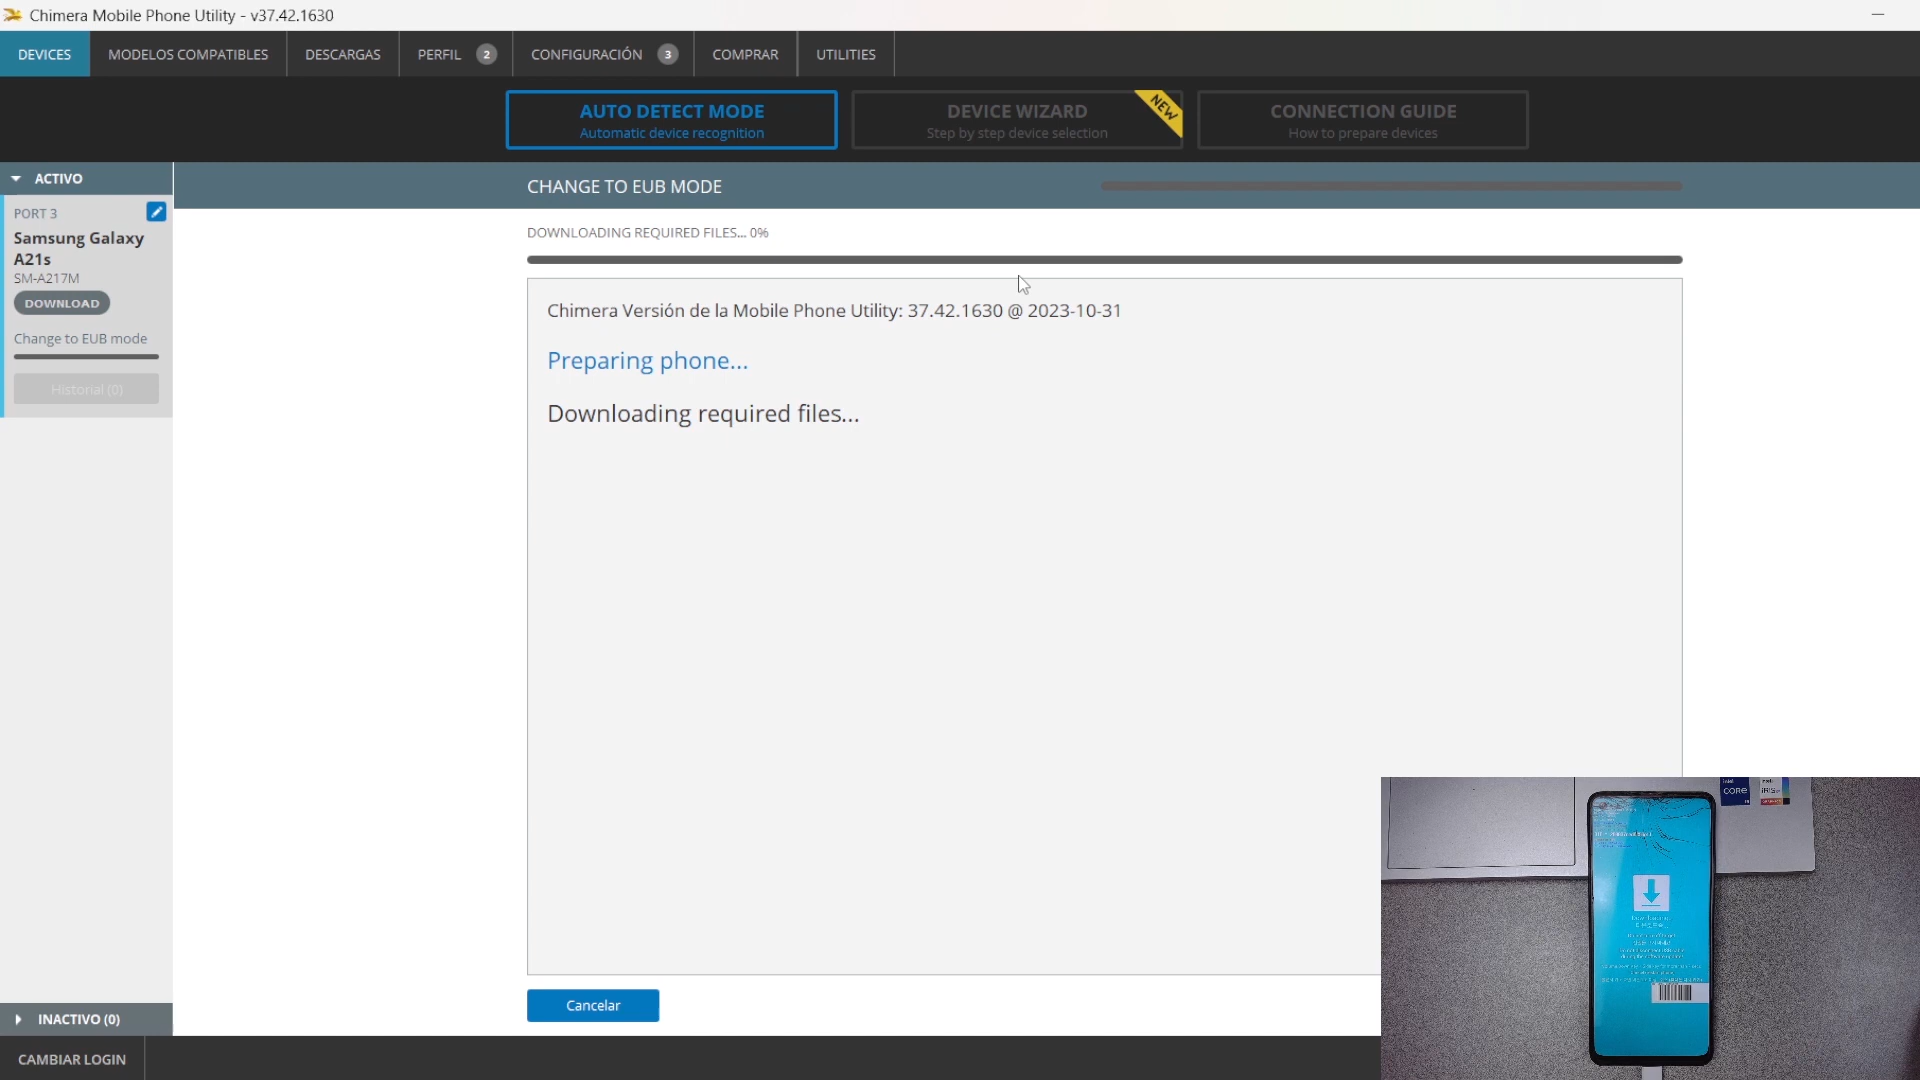 Chimera Mobile Phone Utility - v37.42.1630
DEVICES
MODELOS COMPATIBLES
DESCARGAS
PERFIL 2
CONFIGURACIÓN 3
COMPRAR
UTILITIES
AUTO DETECT MODE
Automatic device recognition
DEVICE WIZARD
Step by step device selection
NEW
CONNECTION GUIDE
How to prepare devices
ACTIVO
PORT 3
Samsung Galaxy
A21s
SM-A217M
DOWNLOAD
Change to EUB mode
Historial (0)
CHANGE TO EUB MODE
DOWNLOADING REQUIRED FILES... 0%
Chimera Versión de la Mobile Phone Utility: 37.42.1630 @ 2023-10-31
Preparing phone...
Downloading required files...
Cancelar
INACTIVO (0)
CAMBIAR LOGIN
intel
CORE